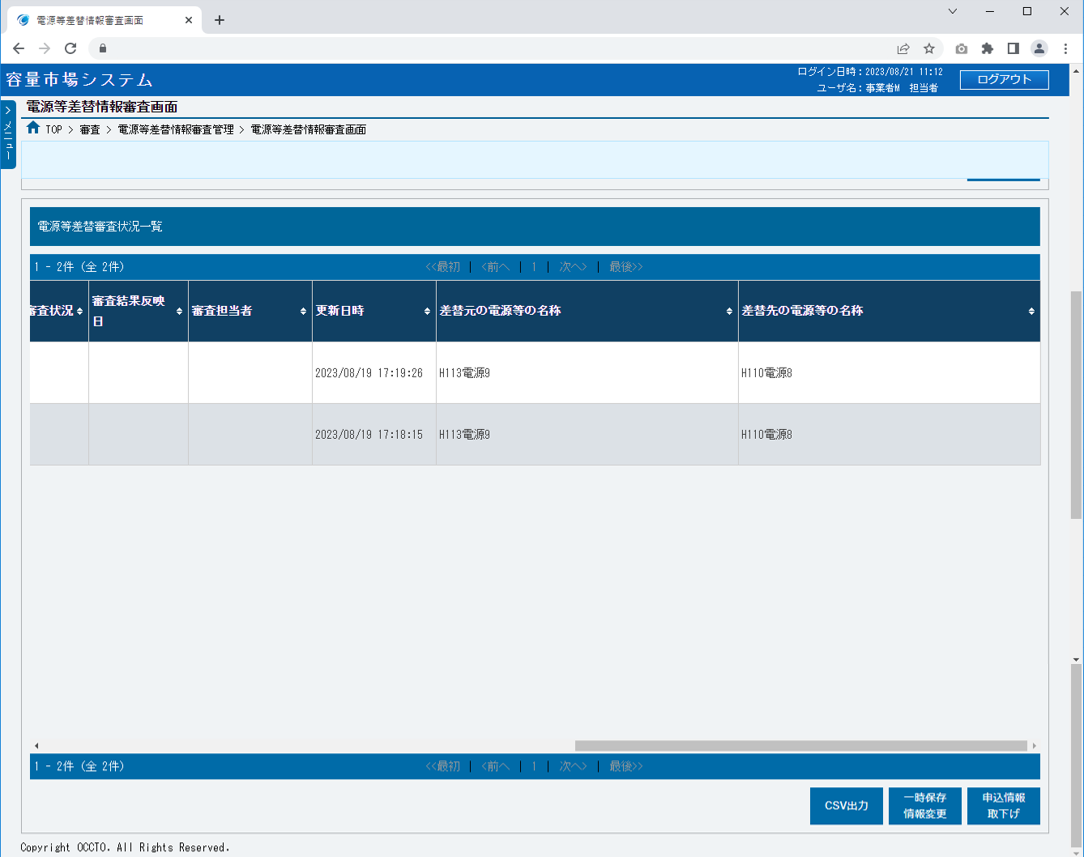 電源等差替情報審査画面
ログイン日時：2023/08/21 11:12
容量市場システム
ログアウト
ユーザ名：事業者M 担当者
電源等差替情報審査画面
メニュー
TOP > 審査 > 電源等差替情報審査管理 > 電源等差替情報審査画面
電源等差替審査状況一覧
1 - 2件 (全 2件) <<最初 | <前へ | 1 | 次へ> | 最後>>
審査状況 審査結果反映日 審査担当者 更新日時 差替元の電源等の名称 差替先の電源等の名称
2023/08/19 17:19:26 H113電源9 H110電源8
2023/08/19 17:18:15 H113電源9 H110電源8
1 - 2件 (全 2件) <<最初 | <前へ | 1 | 次へ> | 最後>>
CSV出力 一時保存情報変更 申込情報取下げ
Copyright OCCTO. All Rights Reserved.